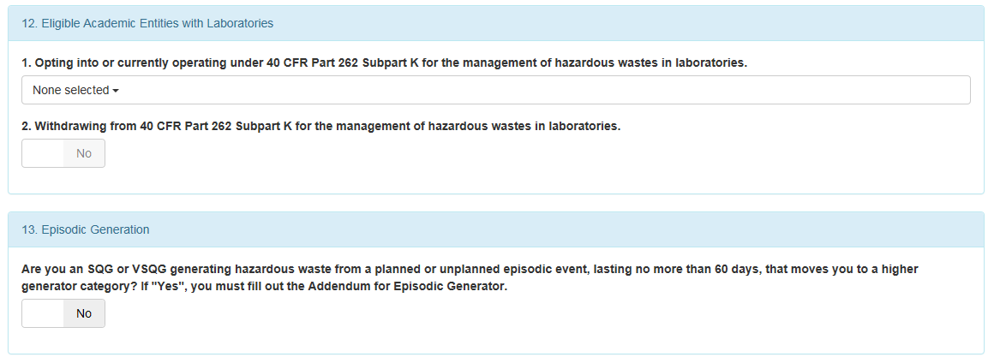 12. Eligible Academic Entities with Laboratories
1. Opting into or currently operating under 40 CFR Part 262 Subpart K for the management of hazardous wastes in laboratories.
None selected
2. Withdrawing from 40 CFR Part 262 Subpart K for the management of hazardous wastes in laboratories.
No
13. Episodic Generation
Are you an SQG or VSQG generating hazardous waste from a planned or unplanned episodic event, lasting no more than 60 days, that moves you to a higher
generator category? If "Yes", you must fill out the Addendum for Episodic Generator.
No